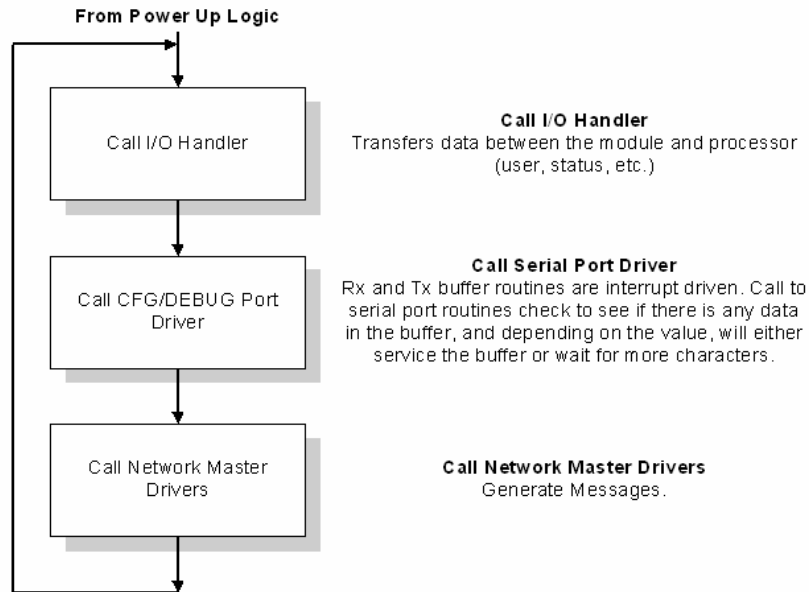 From Power Up Logic
Call I/O Handler
Call I/O Handler
Transfers data between the module and processor
(user, status, etc.)
Call CFG/DEBUG Port
Driver
Call Serial Port Driver
Rx and Tx buffer routines are interrupt driven. Call to
serial port routines check to see if there is any data
in the buffer, and depending on the value, will either
service the buffer or wait for more characters.
Call Network Master
Drivers
Call Network Master Drivers
Generate Messages.